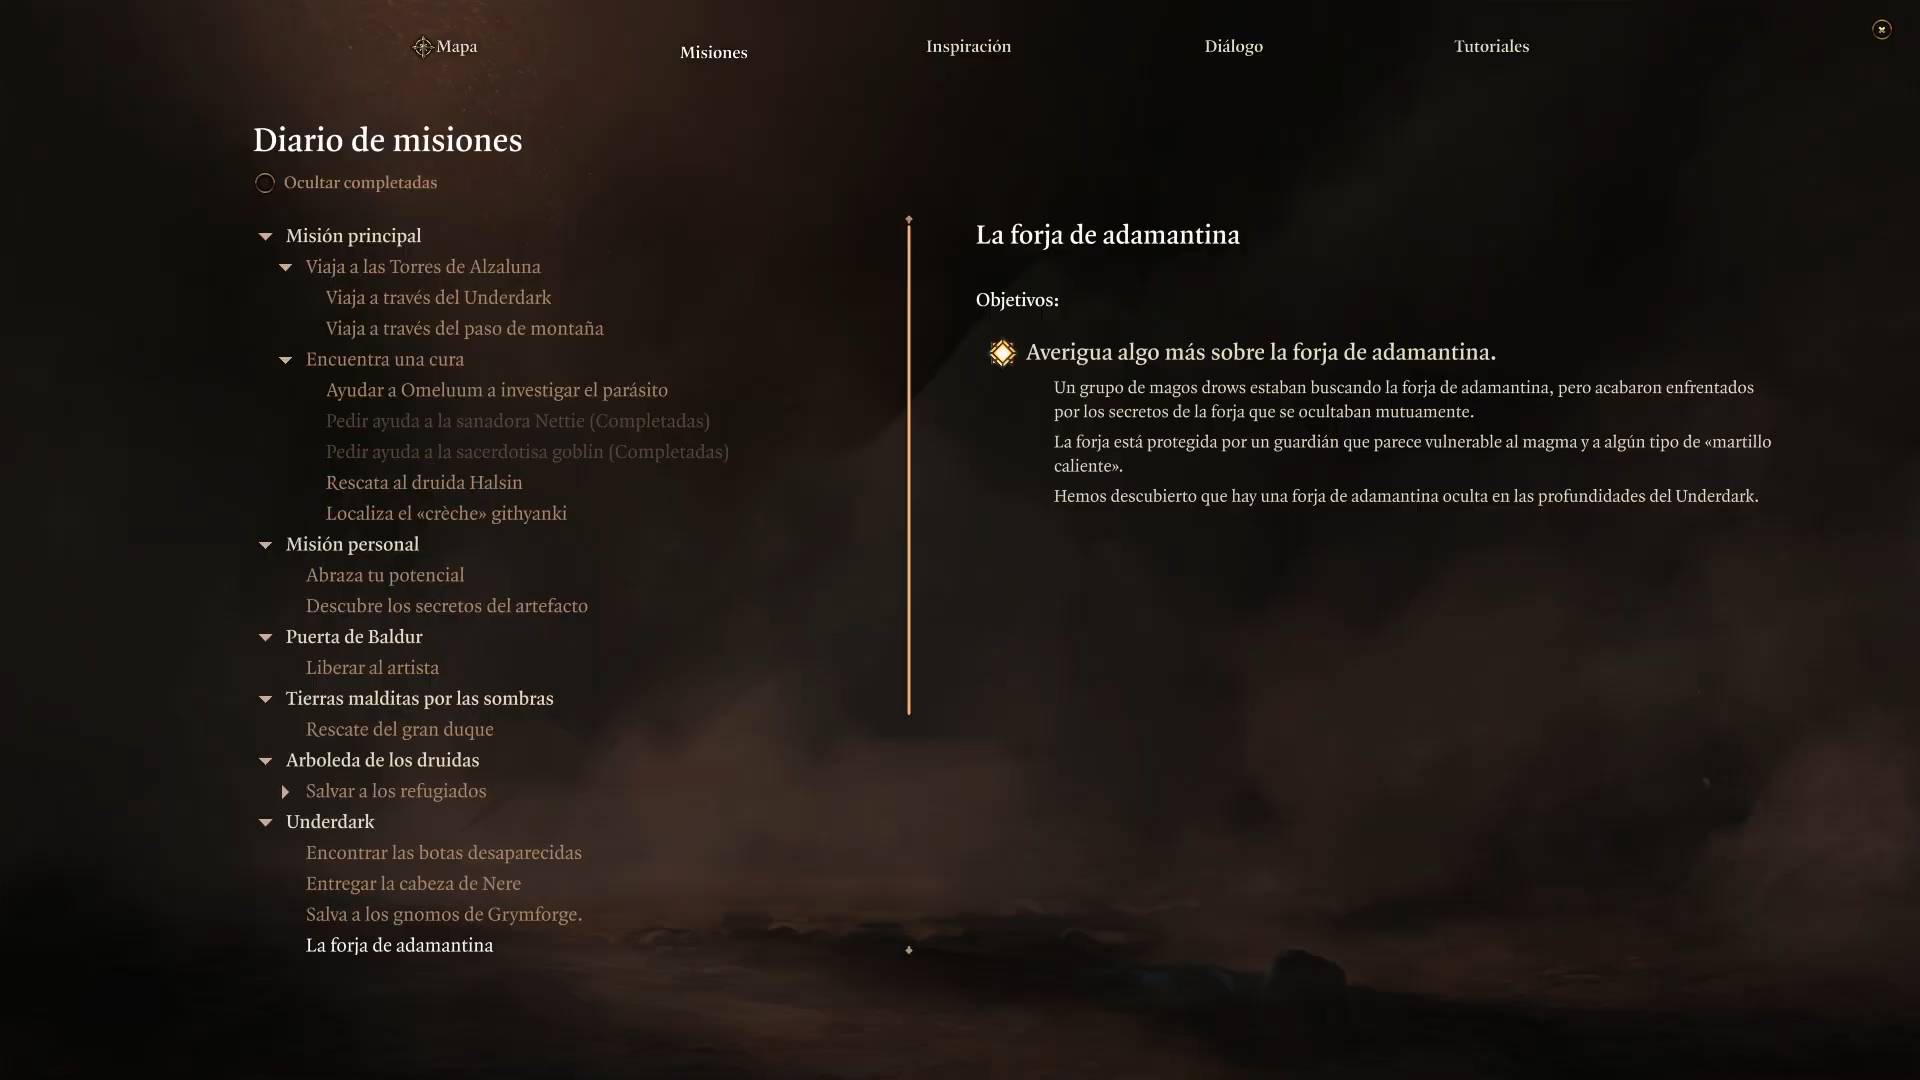 Mapa
Misiones
Inspiración
Diálogo
Tutoriales
Diario de misiones
Ocultar completadas
Misión principal
Viaja a las Torres de Alzaluna
Viaja a través del Underdark
Viaja a través del paso de montaña
Encuentra una cura
Ayudar a Omeluum a investigar el parásito
Pedir ayuda a la sanadora Nettie (Completadas)
Pedir ayuda a la sacerdotisa goblin (Completadas)
Rescata al druida Halsin
Localiza el «crèche» githyanki
Misión personal
Abraza tu potencial
Descubre los secretos del artefacto
Puerta de Baldur
Liberar al artista
Tierras malditas por las sombras
Rescate del gran duque
Arboleda de los druidas
Salvar a los refugiados
Underdark
Encontrar las botas desaparecidas
Entregar la cabeza de Nere
Salva a los gnomos de Grymforge.
La forja de adamantina
La forja de adamantina
Objetivos:
Averigua algo más sobre la forja de adamantina.
Un grupo de magos drows estaban buscando la forja de adamantina, pero acabaron enfrentados
por los secretos de la forja que se ocultaban mutuamente.
La forja está protegida por un guardián que parece vulnerable al magma y a algún tipo de «martillo
caliente».
Hemos descubierto que hay una forja de adamantina oculta en las profundidades del Underdark.